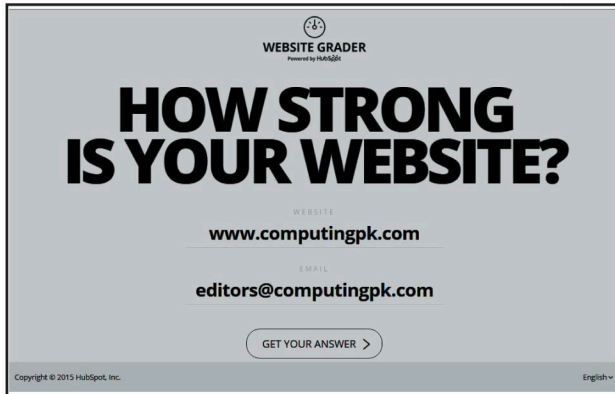 WEBSITE GRADER
Powered by HubSpot
HOW STRONG
IS YOUR WEBSITE?
WEBSITE
www.computingpk.com
EMAIL
editors@computingpk.com
GET YOUR ANSWER >
Copyright © 2015 HubSpot, Inc.
English